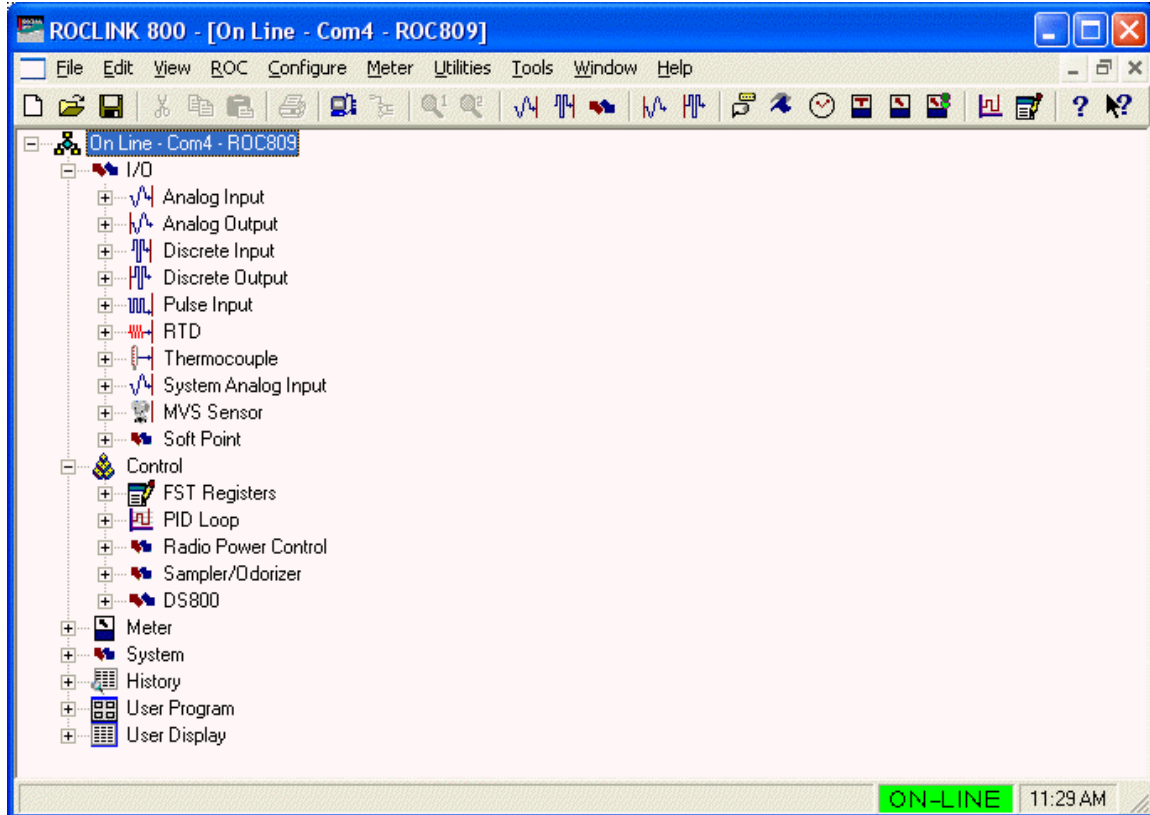 ROCLINK 800 - [On Line - Com4 - ROC809]
File Edit View ROC Configure Meter Utilities Tools Window Help
On Line - Com4 - ROC809
I/O
Analog Input
Analog Output
Discrete Input
Discrete Output
Pulse Input
RTD
Thermocouple
System Analog Input
MVS Sensor
Soft Point
Control
FST Registers
PID Loop
Radio Power Control
Sampler/Odorizer
DS800
Meter
System
History
User Program
User Display
ON-LINE 11:29 AM